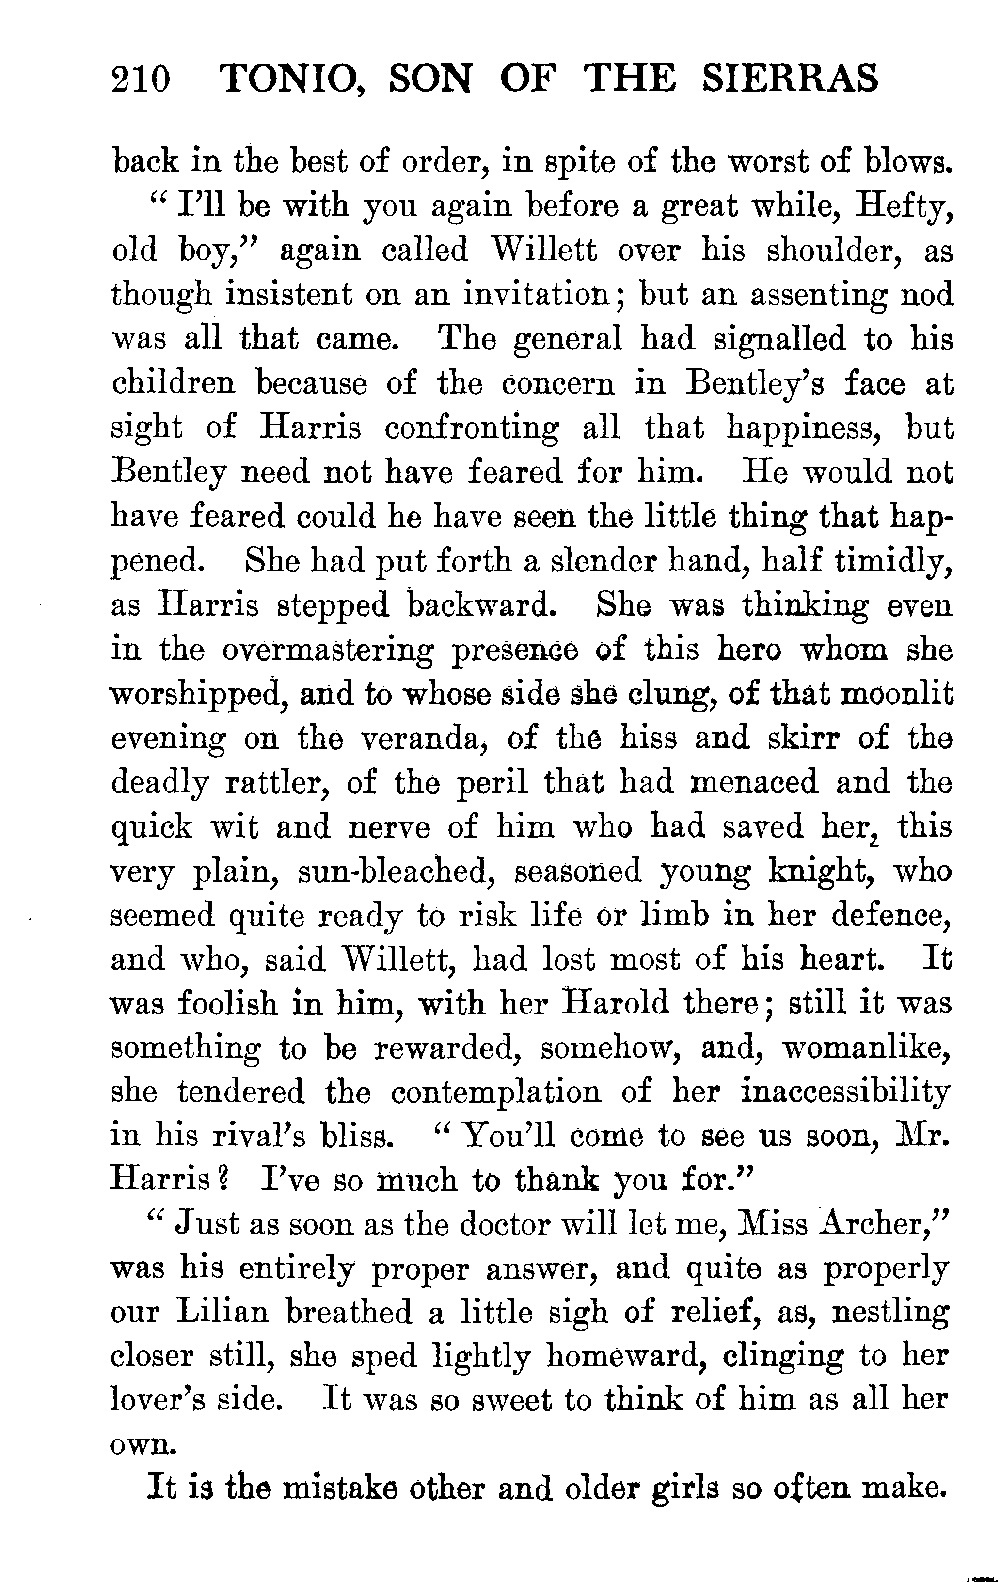 210 TONIO, SON OF THE SIERRAS
back in the best of order, in spite of the worst of blows.
“ I’ll be with you again before a great while, Hefty,
old boy,” again called Willett over his shoulder, as
though insistent on an invitation; but an assenting nod
was all that came. The general had signalled to his
children because of the concern in Bentley’s face at
sight of Harris confronting all that happiness, but
Bentley need not have feared for him. He would not
have feared could he have seen the little thing that hap-
pened. She had put forth a slender hand, half timidly,
as Harris stepped backward. She was thinking even
in the overmastering presence of this hero whom she
worshipped, and to whose side she clung, of that moonlit
evening on the veranda, of the hiss and skirr of the
deadly rattler, of the peril that had menaced and the
quick wit and nerve of him who had saved her, this
very plain, sun-bleached, seasoned young knight, who
seemed quite ready to risk life or limb in her defence,
and who, said Willett, had lost most of his heart. It
was foolish in him, with her Harold there; still it was
something to be rewarded, somehow, and, womanlike,
she tendered the contemplation of her inaccessibility
in his rival’s bliss. “ You’ll come to see us soon, Mr.
Harris? I’ve so much to thank you for.”
“ Just as soon as the doctor will let me, Miss Archer,”
was his entirely proper answer, and quite as properly
our Lilian breathed a little sigh of relief, as, nestling
closer still, she sped lightly homeward, clinging to her
lover’s side. It was so sweet to think of him as all her
own.
It is the mistake other and older girls so often make.